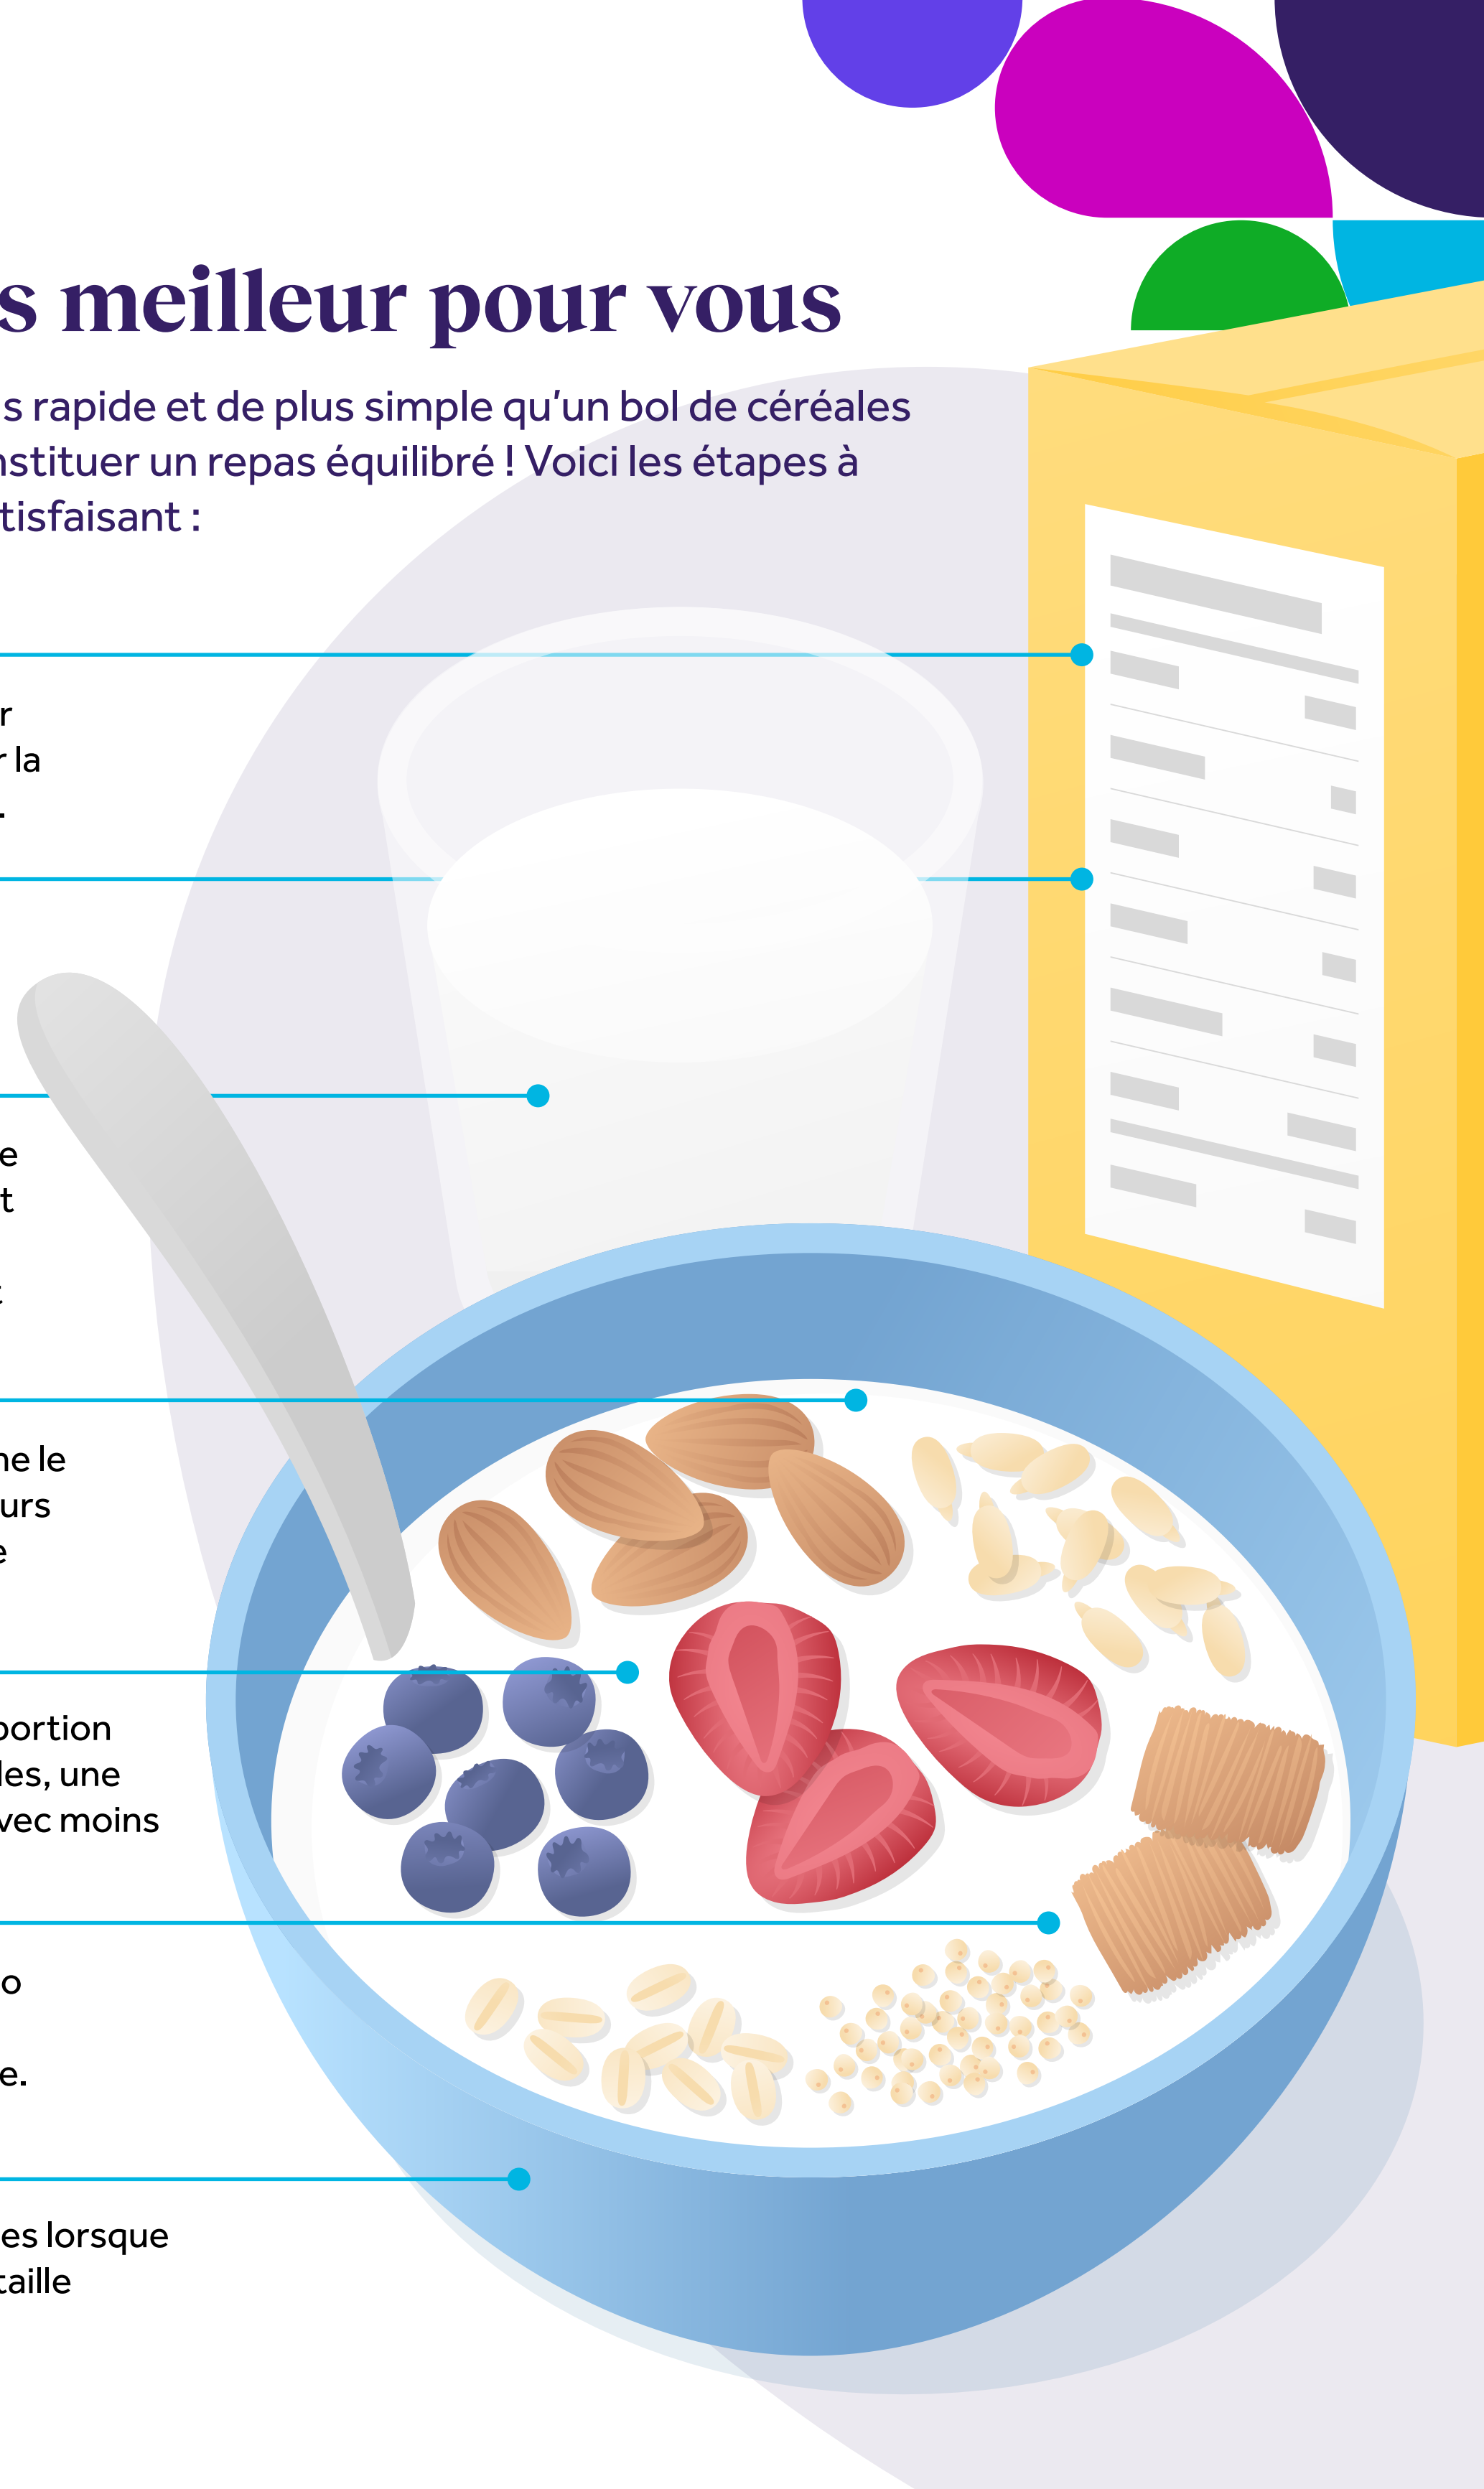 s meilleur pour vous
s rapide et de plus simple qu’un bol de céréales
nstituer un repas équilibré ! Voici les étapes à
tisfaisant :
r
r la
.
e
t
t
ne le
urs
e
portion
les, une
vec moins
o
e.
es lorsque
taille